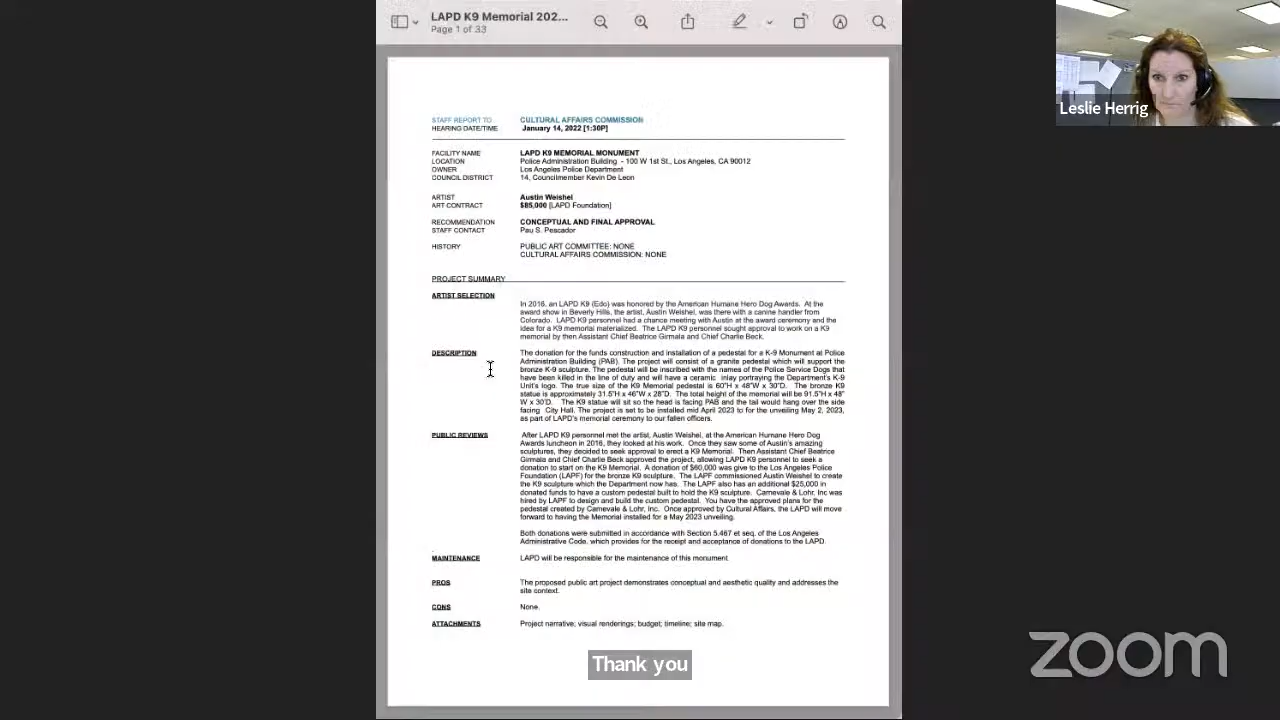 LAPD K9 Memorial 202...
Page 1 of 33
STAFF REPORT TO CULTURAL AFFAIRS COMMISSION
HEARING DATE/TIME January 14, 2022 [1:30P]
FACILITY NAME LAPD K9 MEMORIAL MONUMENT
LOCATION Police Administration Building - 100 W 1st St., Los Angeles, CA 90012
OWNER Los Angeles Police Department
COUNCIL DISTRICT 14, Councilmember Kevin De Leon
ARTIST Austin Weishel
ART CONTRACT $85,000 [LAPD Foundation]
RECOMMENDATION CONCEPTUAL AND FINAL APPROVAL
STAFF CONTACT Pau S. Pescador
HISTORY PUBLIC ART COMMITTEE: NONE
CULTURAL AFFAIRS COMMISSION: NONE
PROJECT SUMMARY
ARTIST SELECTION
In 2016, an LAPD K9 (Edo) was honored by the American Humane Hero Dog Awards. At the
award show in Beverly Hills, the artist, Austin Weishel, was there with a canine handler from
Colorado. LAPD K9 personnel had a chance meeting with Austin at the award ceremony and the
idea for a K9 memorial materialized. The LAPD K9 personnel sought approval to work on a K9
memorial by then Assistant Chief Beatrice Girmala and Chief Charlie Beck.
DESCRIPTION The donation for the funds construction and installation of a pedestal for a K-9 Monument at Police
Administration Building (PAB). The project will consist of a granite pedestal which will support the
bronze K-9 sculpture. The pedestal will be inscribed with the names of the Police Service Dogs that
have been killed in the line of duty and will have a ceramic inlay portraying the Department's K-9
Unit's logo. The true size of the K9 Memorial pedestal is 60"H x 48"W x 30"D. The bronze K9
statue is approximately 31.5"H x 46"W x 28"D. The total height of the memorial will be 91.5"H x 48"
W x 30"D. The K9 statue will sit so the head is facing PAB and the tail would hang over the side
facing City Hall. The project is set to be installed mid April 2023 to for the unveiling May 2, 2023,
as part of LAPD's memorial ceremony to our fallen officers.
PUBLIC REVIEWS After LAPD K9 personnel met the artist, Austin Weishel, at the American Humane Hero Dog
Awards luncheon in 2016, they looked at his work. Once they saw some of Austin's amazing
sculptures, they decided to seek approval to erect a K9 Memorial. Then Assistant Chief Beatrice
Girmala and Chief Charlie Beck approved the project, allowing LAPD K9 personnel to seek a
donation to start on the K9 Memorial. A donation of $60,000 was give to the Los Angeles Police
Foundation (LAPF) for the bronze K9 sculpture. The LAPF commissioned Austin Weishel to create
the K9 sculpture which the Department now has. The LAPF also has an additional $25,000 in
donated funds to have a custom pedestal built to hold the K9 sculpture. Carnevale & Lohr, Inc was
hired by LAPF to design and build the custom pedestal. You have the approved plans for the
pedestal created by Carnevale & Lohr, Inc. Once approved by Cultural Affairs, the LAPD will move
forward to having the Memorial installed for a May 2023 unveiling.
Both donations were submitted in accordance with Section 5.467 et seq. of the Los Angeles
Administrative Code, which provides for the receipt and acceptance of donations to the LAPD.
MAINTENANCE LAPD will be responsible for the maintenance of this monument
PROS The proposed public art project demonstrates conceptual and aesthetic quality and addresses the
site context.
CONS None.
ATTACHMENTS Project narrative; visual renderings; budget; timeline; site map.
Thank you
Leslie Herrig
zoom